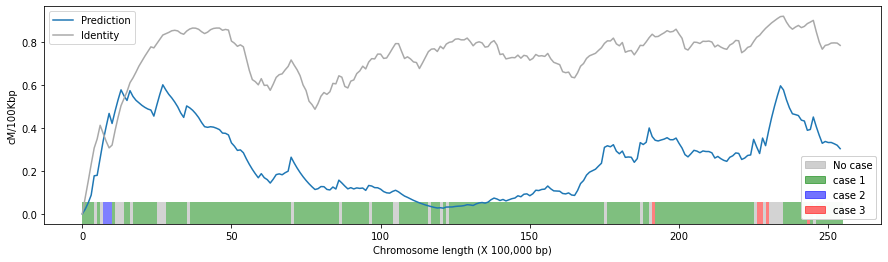 Prediction
Identity
cM/100Kbp
0.8
0.6
0.4
0.2
0.0
No case
case 1
case 2
case 3
0
50
100
150
200
250
Chromosome length (X 100,000 bp)